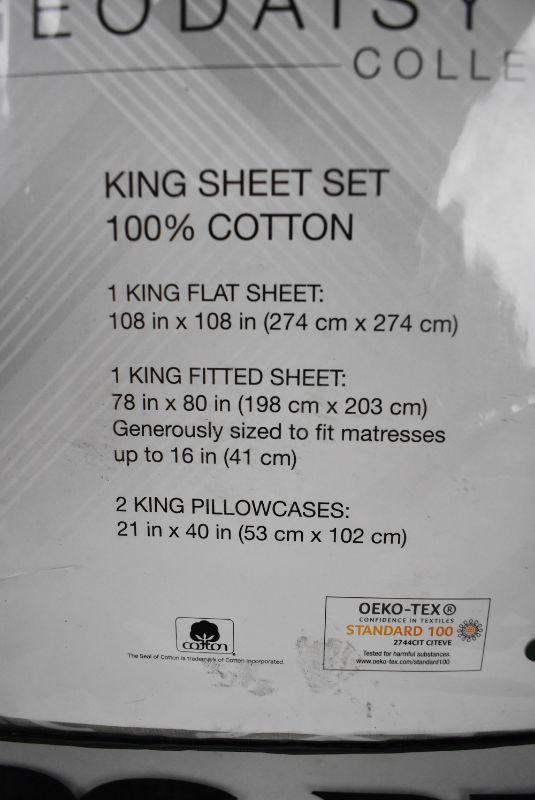 GEODAISY
COLLE
KING SHEET SET
100% COTTON
1 KING FLAT SHEET:
108 in x 108 in (274 cm x 274 cm)
1 KING FITTED SHEET:
78 in x 80 in (198 cm x 203 cm)
Generously sized to fit matresses
up to 16 in (41 cm)
2 KING PILLOWCASES:
21 in x 40 in (53 cm x 102 cm)
OEKO-TEX®
CONFIDENCE IN TEXTILES
STANDARD 100
2744CIT CITEVE
Tested for harmful substances.
www.oeko-tex.com/standard100
cotton
The Seal of Cotton is trademark of Cotton Incorporated.